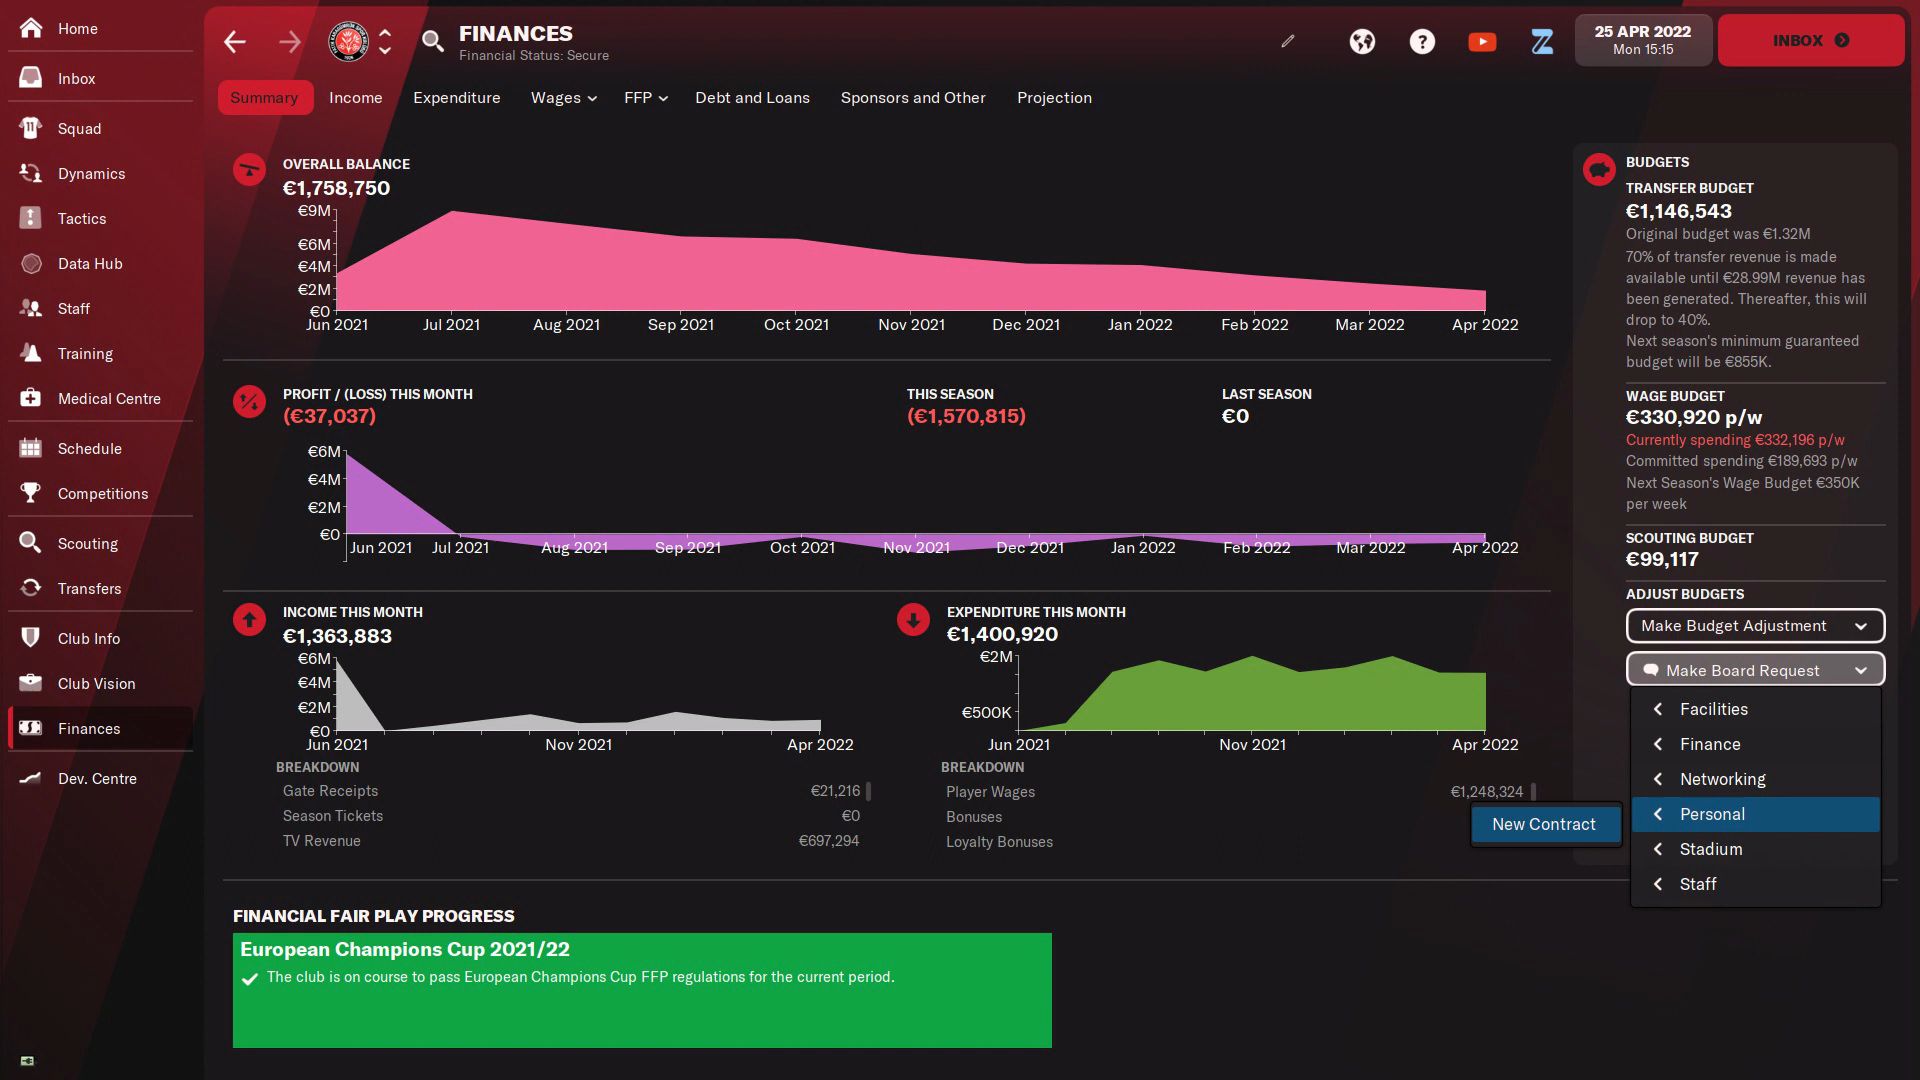 Home
Inbox
Squad
Dynamics
Tactics
Data Hub
Staff
Training
Medical Centre
Schedule
Competitions
Scouting
Transfers
Club Info
Club Vision
Finances
Dev. Centre
FINANCES
Financial Status: Secure
25 APR 2022
Mon 15:15
INBOX
Summary
Income
Expenditure
Wages
FFP
Debt and Loans
Sponsors and Other
Projection
OVERALL BALANCE
€1,758,750
€9M
€6M
€4M
€2M
€0
Jun 2021 Jul 2021 Aug 2021 Sep 2021 Oct 2021 Nov 2021 Dec 2021 Jan 2022 Feb 2022 Mar 2022 Apr 2022
PROFIT / (LOSS) THIS MONTH
(€37,037)
THIS SEASON
(€1,570,815)
LAST SEASON
€0
€6M
€4M
€2M
€0
Jun 2021 Jul 2021 Aug 2021 Sep 2021 Oct 2021 Nov 2021 Dec 2021 Jan 2022 Feb 2022 Mar 2022 Apr 2022
INCOME THIS MONTH
€1,363,883
€6M
€4M
€2M
€0
Jun 2021 Nov 2021 Apr 2022
BREAKDOWN
Gate Receipts €21,216
Season Tickets €0
TV Revenue €697,294
EXPENDITURE THIS MONTH
€1,400,920
€2M
€500K
Jun 2021 Nov 2021 Apr 2022
BREAKDOWN
Player Wages €1,248,324
Bonuses
Loyalty Bonuses
FINANCIAL FAIR PLAY PROGRESS
European Champions Cup 2021/22
The club is on course to pass European Champions Cup FFP regulations for the current period.
BUDGETS
TRANSFER BUDGET
€1,146,543
Original budget was €1.32M
70% of transfer revenue is made
available until €28.99M revenue has
been generated. Thereafter, this will
drop to 40%.
Next season's minimum guaranteed
budget will be €855K.
WAGE BUDGET
€330,920 p/w
Currently spending €332,196 p/w
Committed spending €189,693 p/w
Next Season's Wage Budget €350K
per week
SCOUTING BUDGET
€99,117
ADJUST BUDGETS
Make Budget Adjustment
Make Board Request
Facilities
Finance
Networking
Personal
Stadium
Staff
New Contract